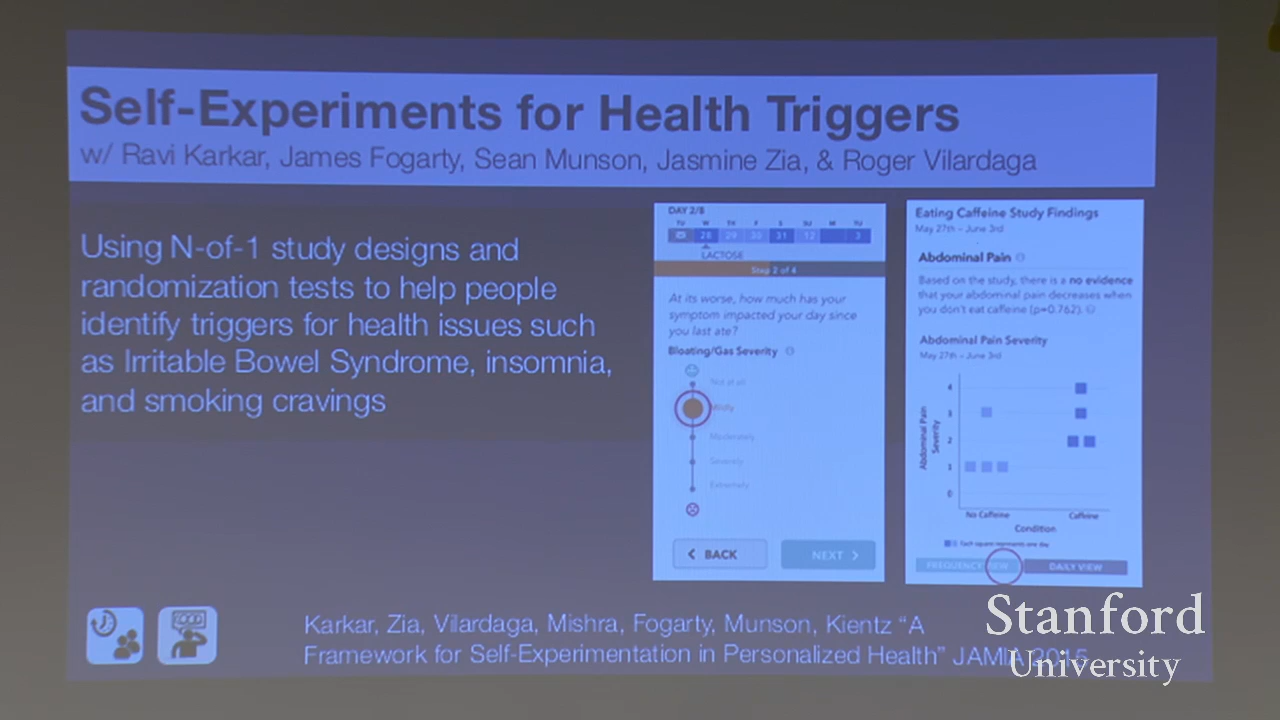 Self-Experiments for Health Triggers
w/ Ravi Karkar, James Fogarty, Sean Munson, Jasmine Zia, & Roger Vilardaga
Using N-of-1 study designs and
randomization tests to help people
identify triggers for health issues such
as Irritable Bowel Syndrome, insomnia,
and smoking cravings
DAY 2/8
TU W TH F S SU M TU
28 29 30 31 3
LACTOSE
Step 2 of 4
At its worse, how much has your
symptom impacted your day since
you last ate?
Bloating/Gas Severity
Not at all
Mildly
Moderately
Severely
Extremely
BACK
NEXT
Eating Caffeine Study Findings
May 27th - June 3rd
Abdominal Pain
Based on the study, there is a no evidence
that your abdominal pain decreases when
you don't eat caffeine (p=0.762).
Abdominal Pain Severity
May 27th - June 3rd
Abdominal Pain
Severity
4
3
2
1
0
No Caffeine Caffeine
Condition
Each square represents one day
FREQUENCY VIEW
DAILY VIEW
FOOD
Karkar, Zia, Vilardaga, Mishra, Fogarty, Munson, Kientz “A
Framework for Self-Experimentation in Personalized Health” JAMIA 2015
Stanford
University